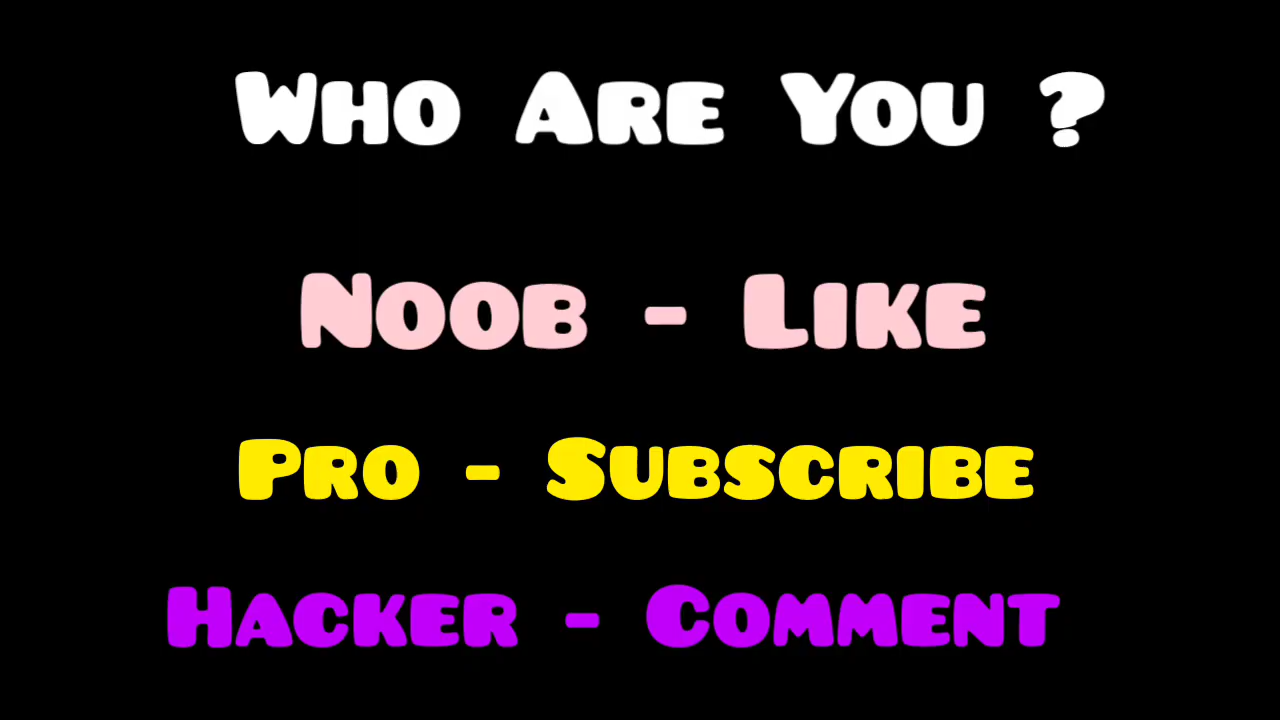 Who Are You ?
Noob - Like
Pro - Subscribe
Hacker - Comment